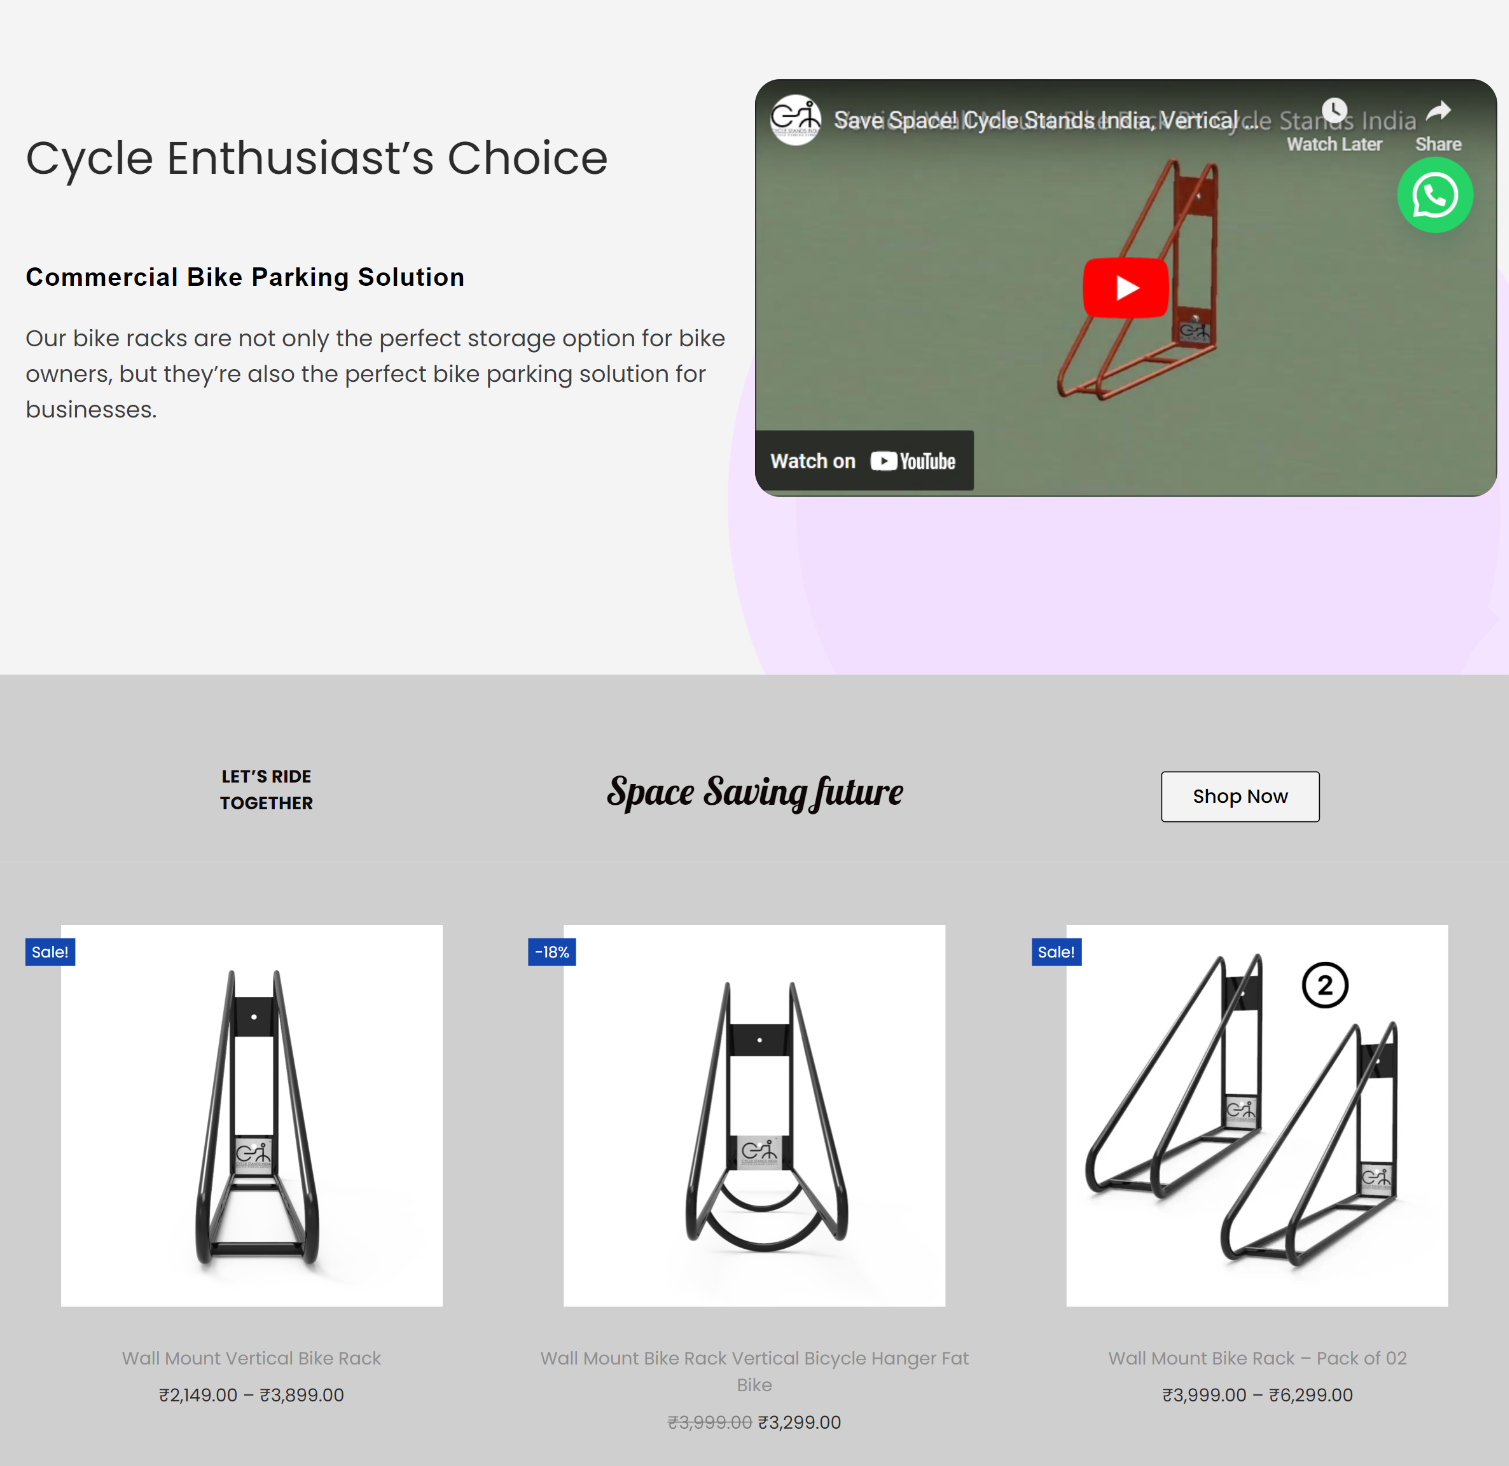 Cycle Enthusiast’s Choice
Commercial Bike Parking Solution
Our bike racks are not only the perfect storage option for bike
owners, but they’re also the perfect bike parking solution for
businesses.
Save Space! Cycle Stands India, Vertical ...
Cycle Stands India
Watch Later
Share
Watch on YouTube
LET’S RIDE
TOGETHER
Space Saving future
Shop Now
Sale!
-18%
Sale!
2
Wall Mount Vertical Bike Rack
₹2,149.00 – ₹3,899.00
Wall Mount Bike Rack Vertical Bicycle Hanger Fat
Bike
₹3,999.00 ₹3,299.00
Wall Mount Bike Rack – Pack of 02
₹3,999.00 – ₹6,299.00